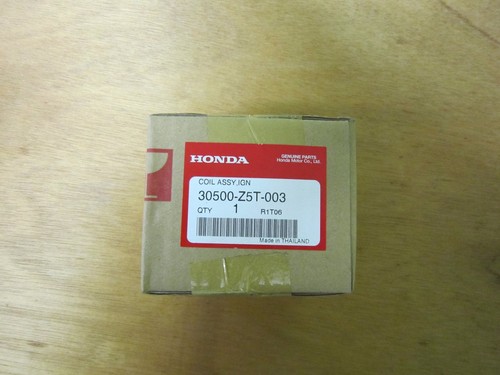 HONDA
GENUINE PARTS
Honda Motor Co., Ltd.
COIL ASSY,IGN
30500-Z5T-003
QTY 1 R1T06
Made in THAILAND